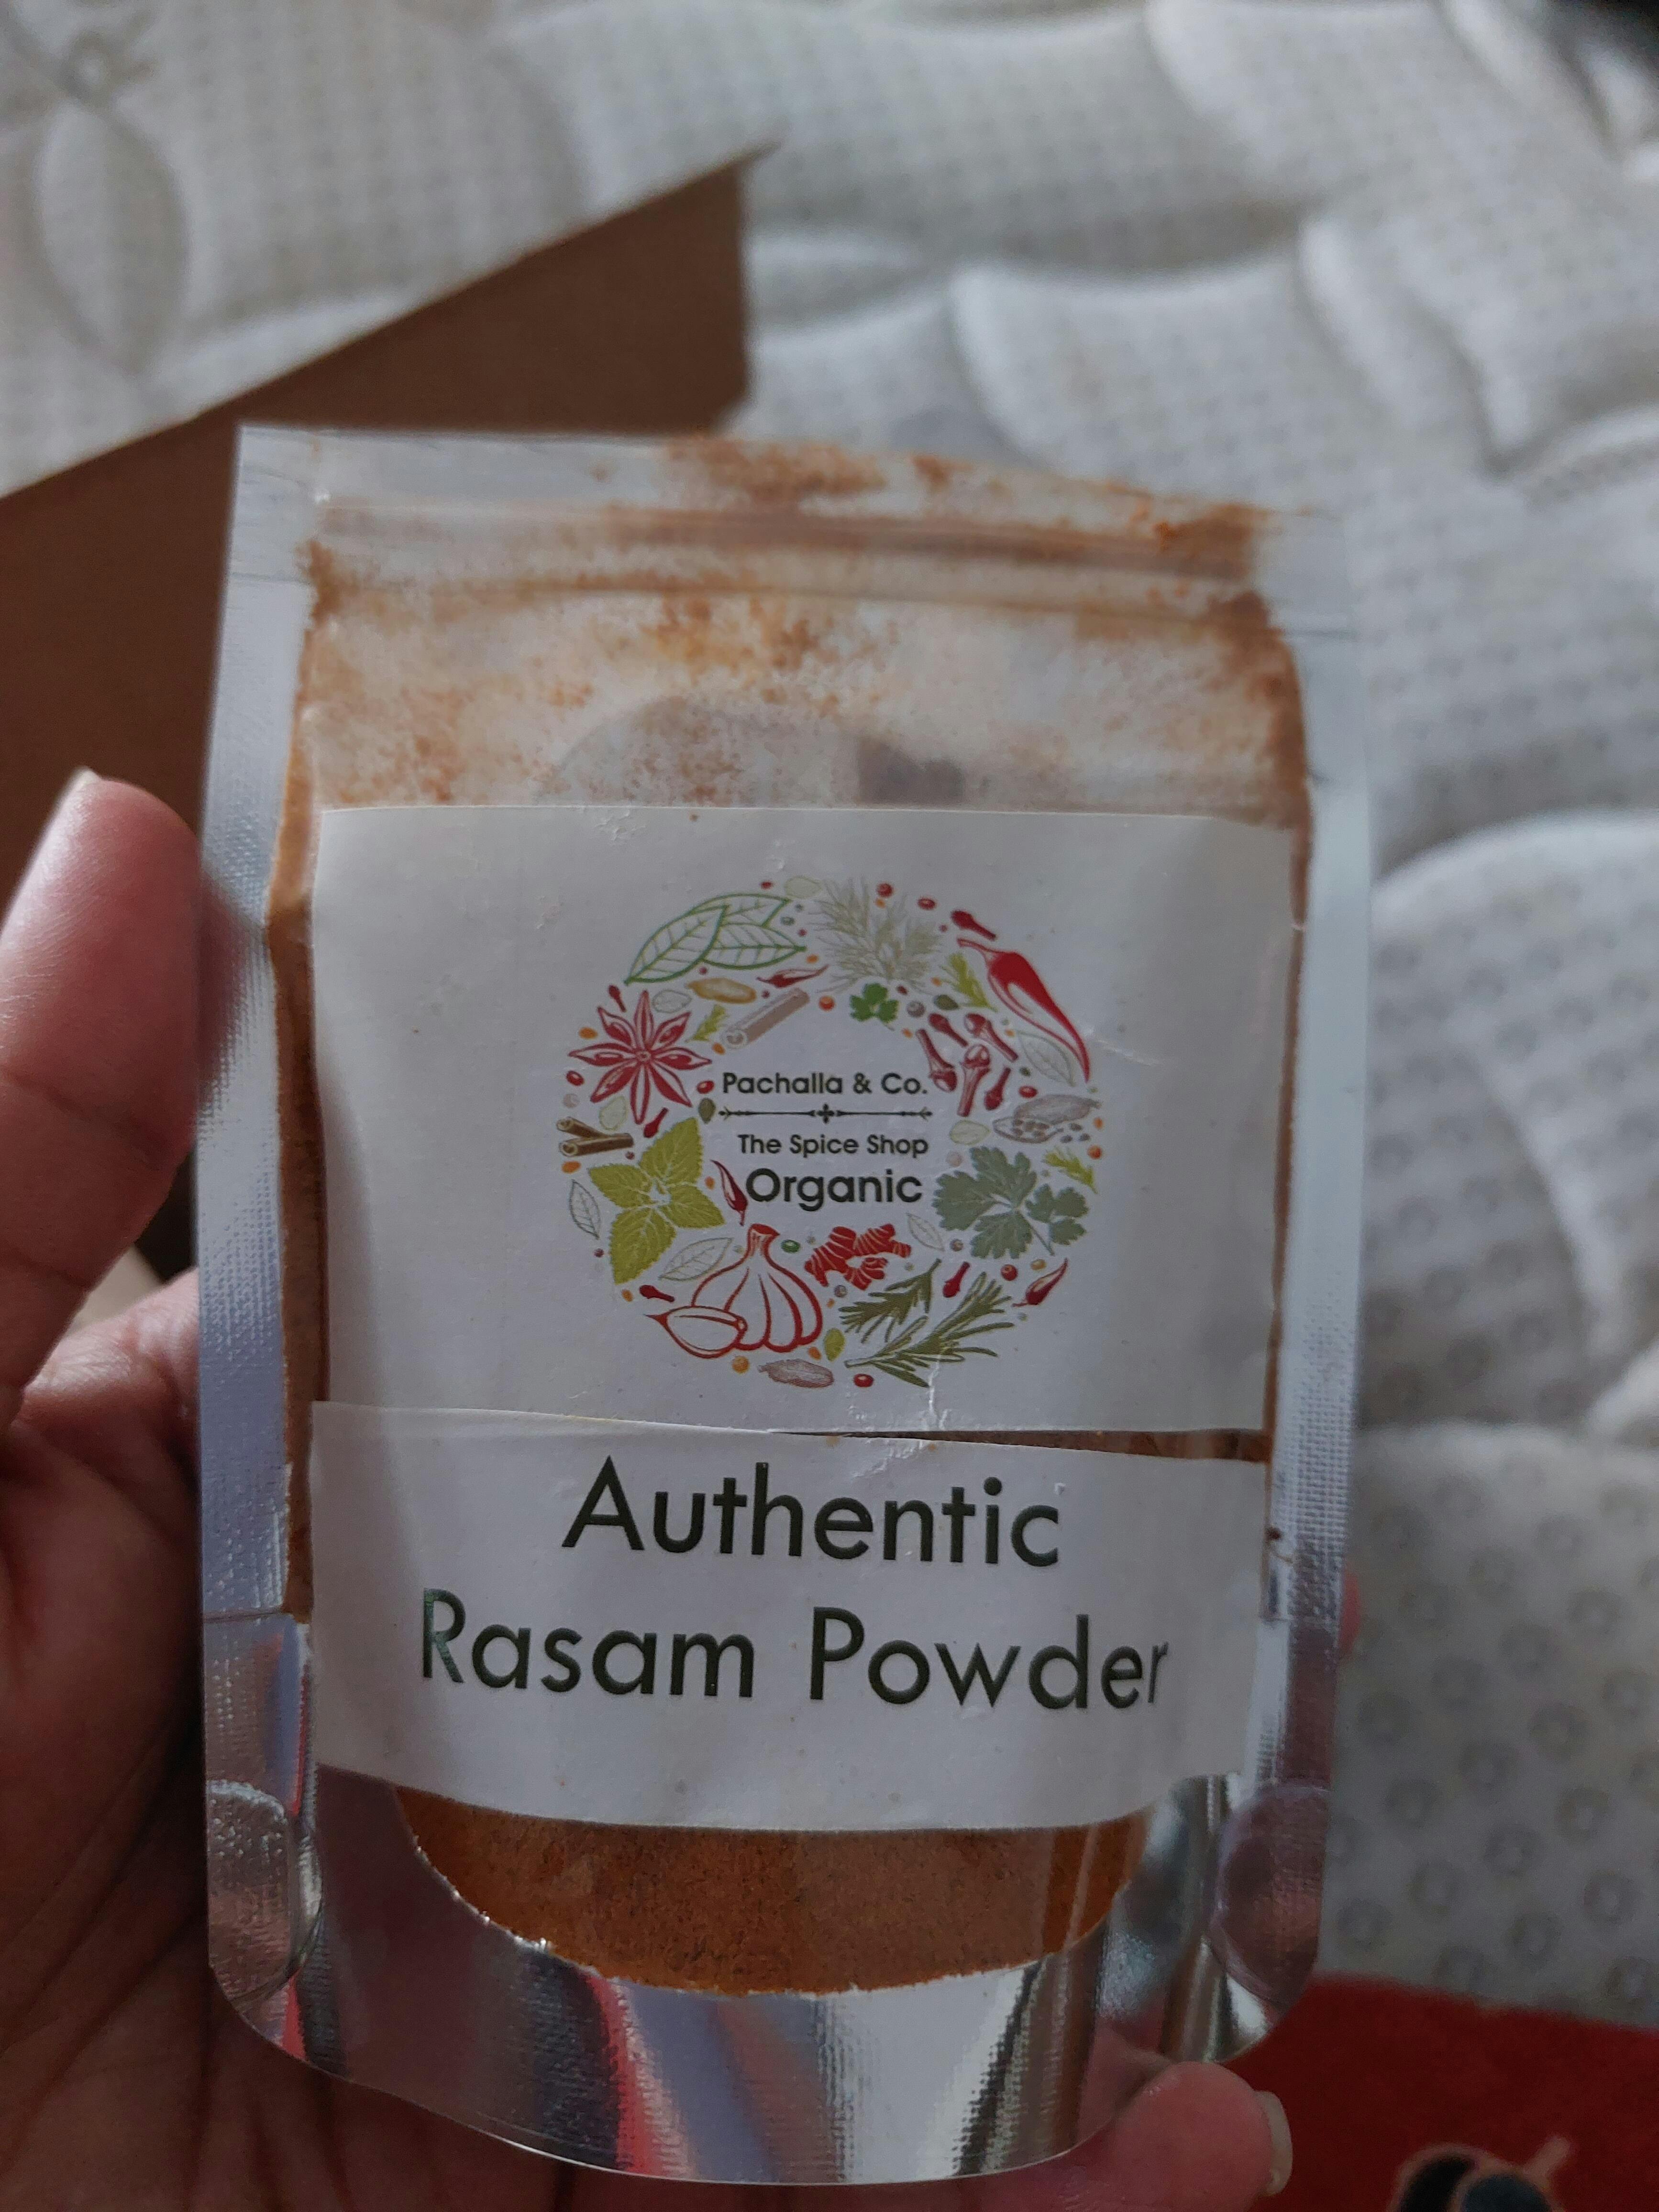 Pachalla & Co.
The Spice Shop
Organic
Authentic
Rasam Powder